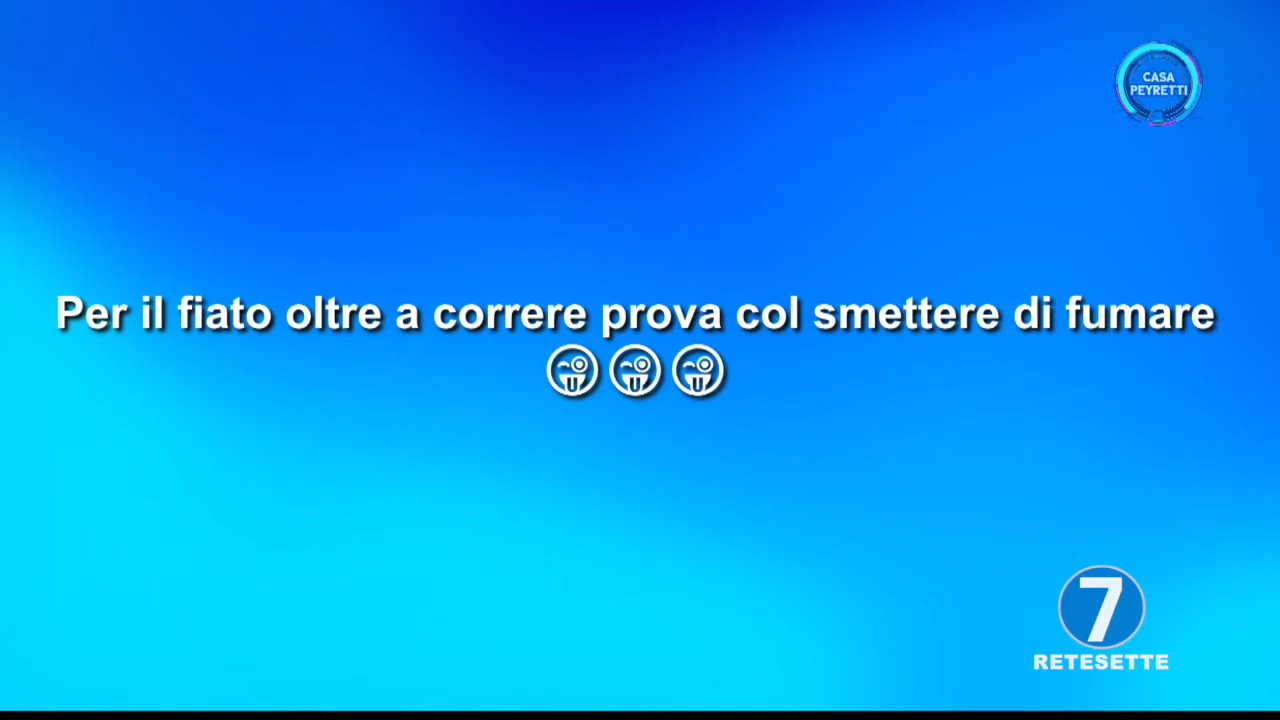 CASA
PEYRETTI
Per il fiato oltre a correre prova col smettere di fumare
😜😜😜
7
RETESETTE